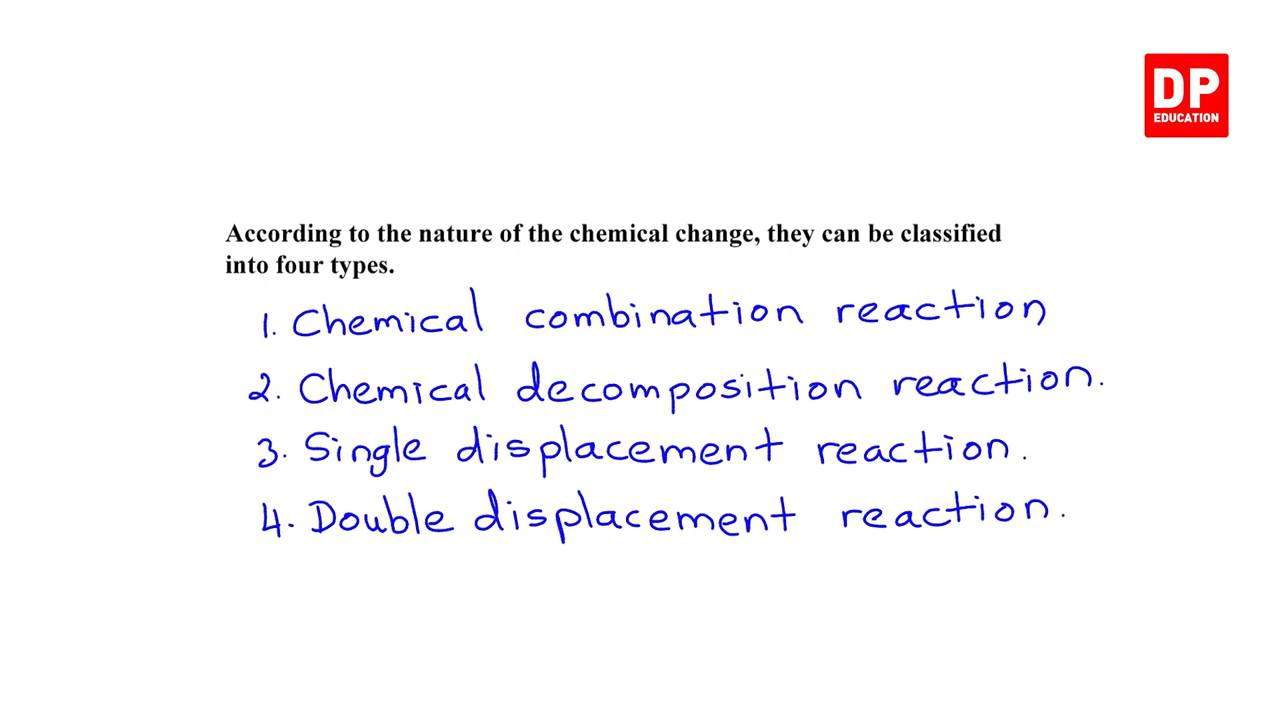 DP
EDUCATION
According to the nature of the chemical change, they can be classified
into four types.
1. Chemical combination reaction
2. Chemical decomposition reaction.
3. Single displacement reaction.
4. Double displacement reaction.